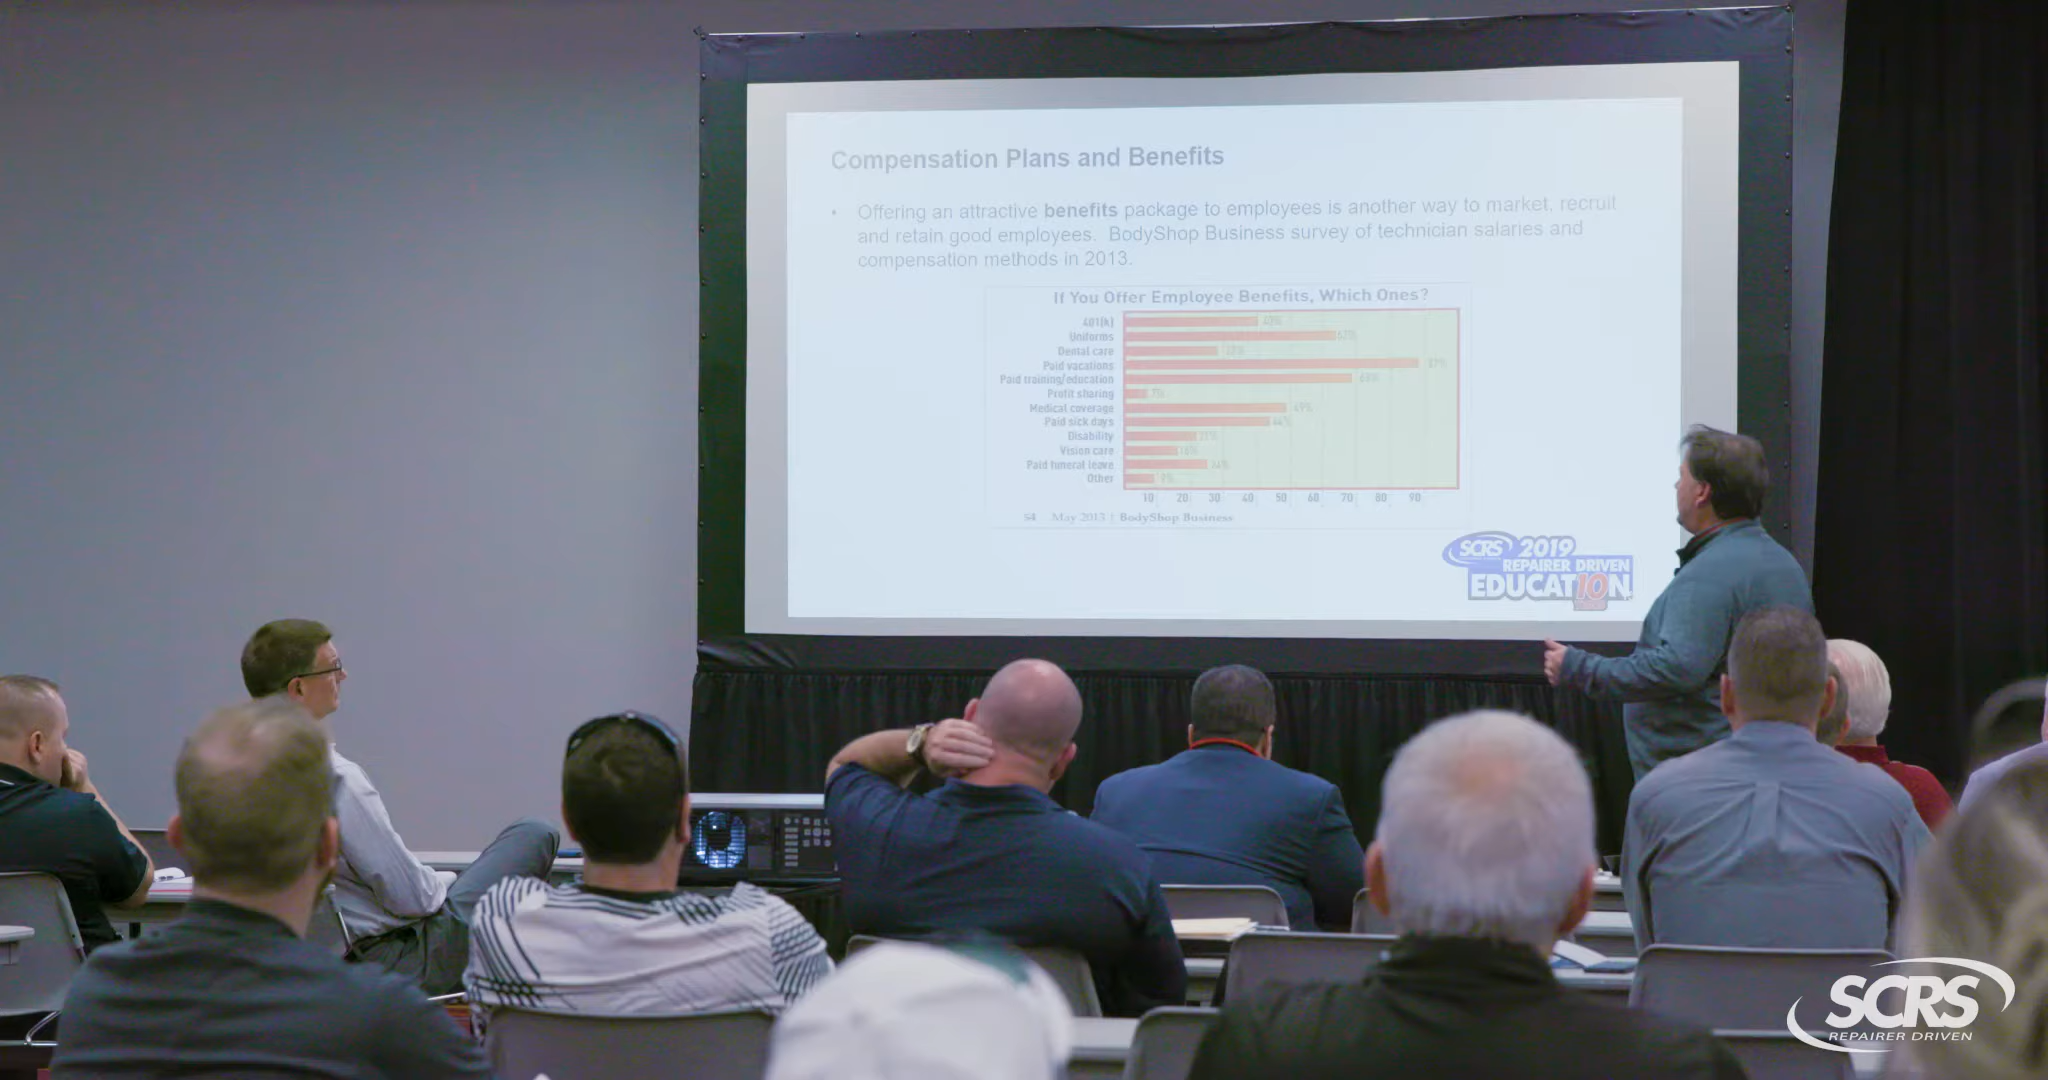 Compensation Plans and Benefits
• Offering an attractive benefits package to employees is another way to market, recruit
and retain good employees. BodyShop Business survey of technician salaries and
compensation methods in 2013.
If You Offer Employee Benefits, Which Ones?
401(k)
Uniforms
Dental care
Paid vacations
Paid training/education
Profit sharing 7%
Medical coverage 49%
Paid sick days
Disability
Vision care
Paid funeral leave
Other
10 20 30 40 50 60 70 80 90
54 May 2013 | BodyShop Business
SCRS 2019
REPAIRER DRIVEN
EDUCATION
SCRS
REPAIRER DRIVEN